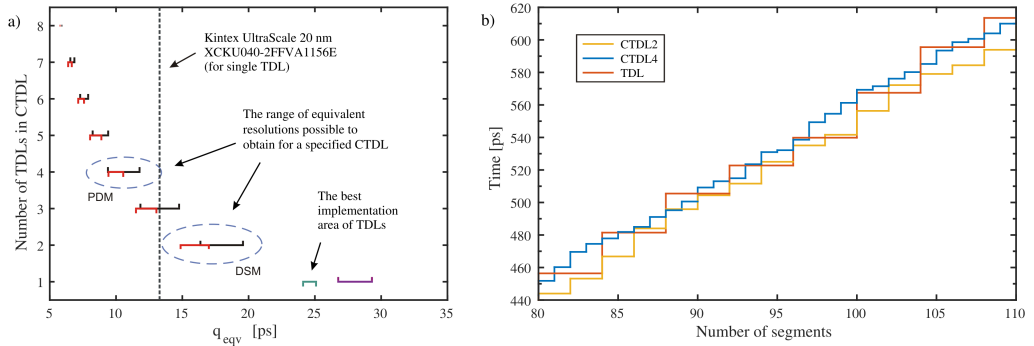 a)
Number of TDLs in CTDL
8
7
6
5
4
3
2
1
Kintex UltraScale 20 nm
XCKU040-2FFVA1156E
(for single TDL)
The range of equivalent
resolutions possible to
obtain for a specified CTDL
PDM
DSM
The best
implementation
area of TDLs
5
10
15
20
25
30
35
q_eqv [ps]
b)
Time [ps]
620
600
580
560
540
520
500
480
460
440
CTDL2
CTDL4
TDL
80
85
90
95
100
105
110
Number of segments